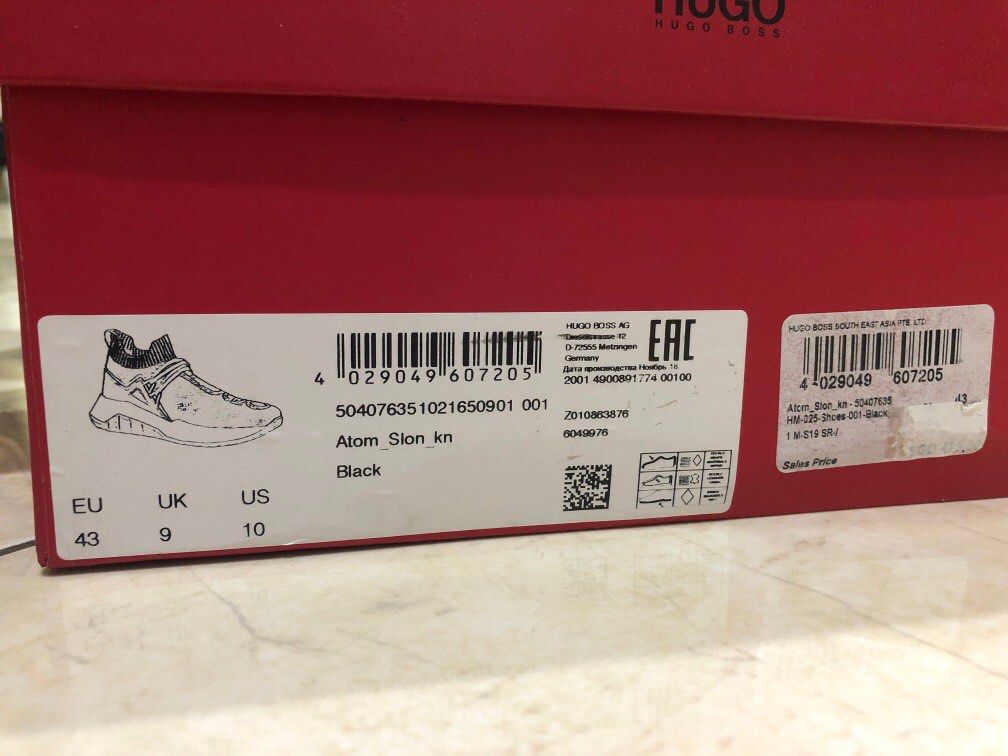 HUGO
HUGO BOSS
4 029049 607205
504076351021650901 001
Atom_Slon_kn
Black
EU UK US
43 9 10
HUGO BOSS AG
Dieselstrasse 12
D-72555 Metzingen
Germany
EAC
Дата производства Ноябрь 18
2001 4900891774 00100
Z010863876
6049976
HUGO BOSS SOUTH EAST ASIA PTE. LTD.
4 029049 607205
Atom_Slon_kn - 50407635 43
HM-025-Shoes-001-Black
1 M-S19 SR-/
Sales Price